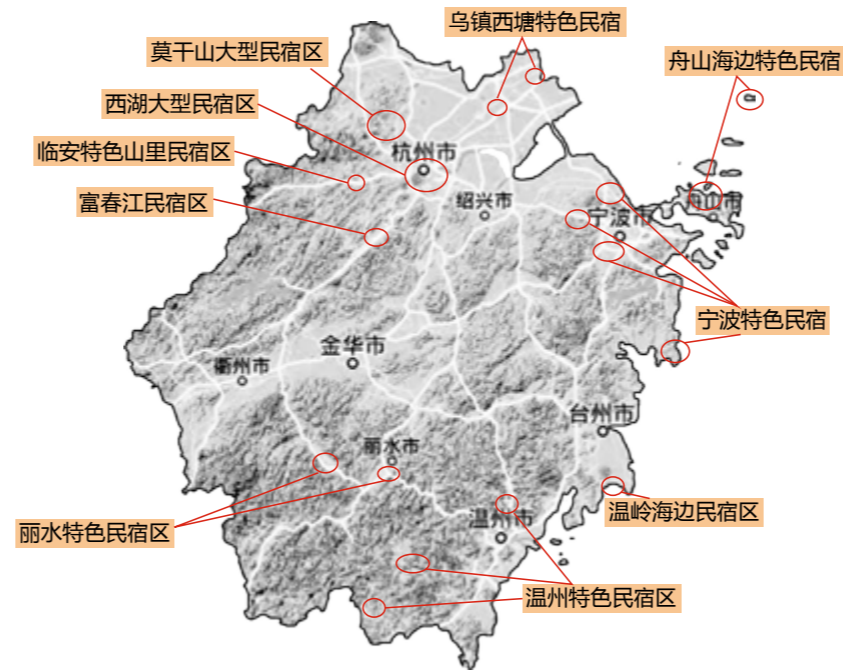 乌镇西塘特色民宿
莫干山大型民宿区
舟山海边特色民宿
西湖大型民宿区
临安特色山里民宿区
杭州市
富春江民宿区
绍兴市
舟山市
宁波市
宁波特色民宿
金华市
衢州市
台州市
丽水市
温岭海边民宿区
丽水特色民宿区
温州市
温州特色民宿区